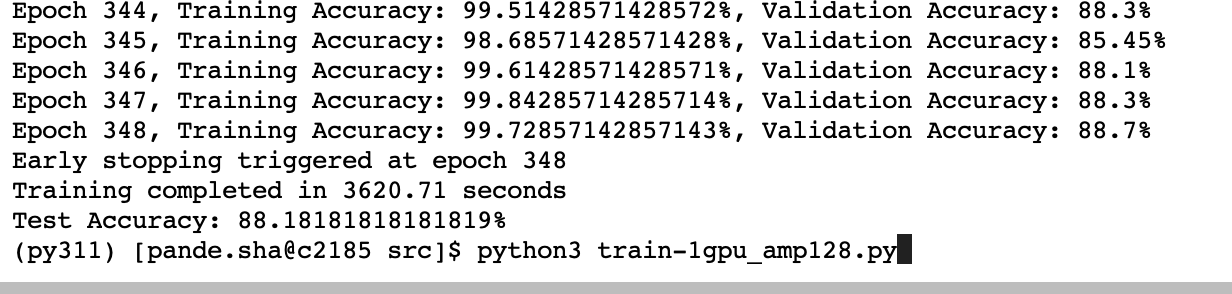 Epoch 344, Training Accuracy: 99.51428571428572%, Validation Accuracy: 88.3%
Epoch 345, Training Accuracy: 98.68571428571428%, Validation Accuracy: 85.45%
Epoch 346, Training Accuracy: 99.61428571428571%, Validation Accuracy: 88.1%
Epoch 347, Training Accuracy: 99.84285714285714%, Validation Accuracy: 88.3%
Epoch 348, Training Accuracy: 99.72857142857143%, Validation Accuracy: 88.7%
Early stopping triggered at epoch 348
Training completed in 3620.71 seconds
Test Accuracy: 88.18181818181819%
(py311) [pande.sha@c2185 src]$ python3 train-1gpu_amp128.py